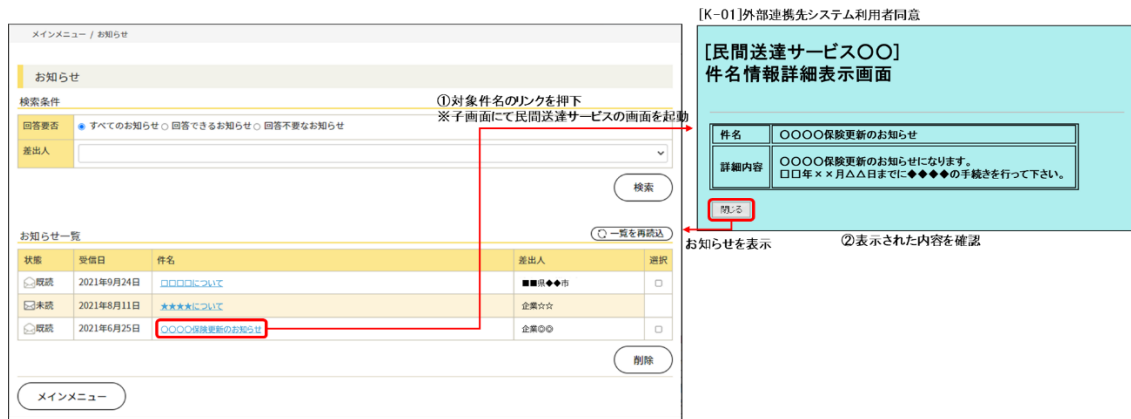 [K-01]外部連携先システム利用者同意
メインメニュー / お知らせ
お知らせ
検索条件
回答要否 すべてのお知らせ 回答できるお知らせ 回答不要なお知らせ
差出人
検索
①対象件名のリンクを押下
※子画面にて民間送達サービスの画面を起動
お知らせ一覧
一覧を再読込
状態 受信日 件名 差出人 選択
既読 2021年9月24日 □□□□について ■■県◆◆市
未読 2021年8月11日 ★★★★について 企業☆☆
既読 2021年6月25日 〇〇〇〇保険更新のお知らせ 企業◎◎
削除
メインメニュー
[民間送達サービス〇〇]
件名情報詳細表示画面
件名 〇〇〇〇保険更新のお知らせ
詳細内容 〇〇〇〇保険更新のお知らせになります。
□□年××月△△日までに◆◆◆◆の手続きを行って下さい。
閉じる
お知らせを表示
②表示された内容を確認